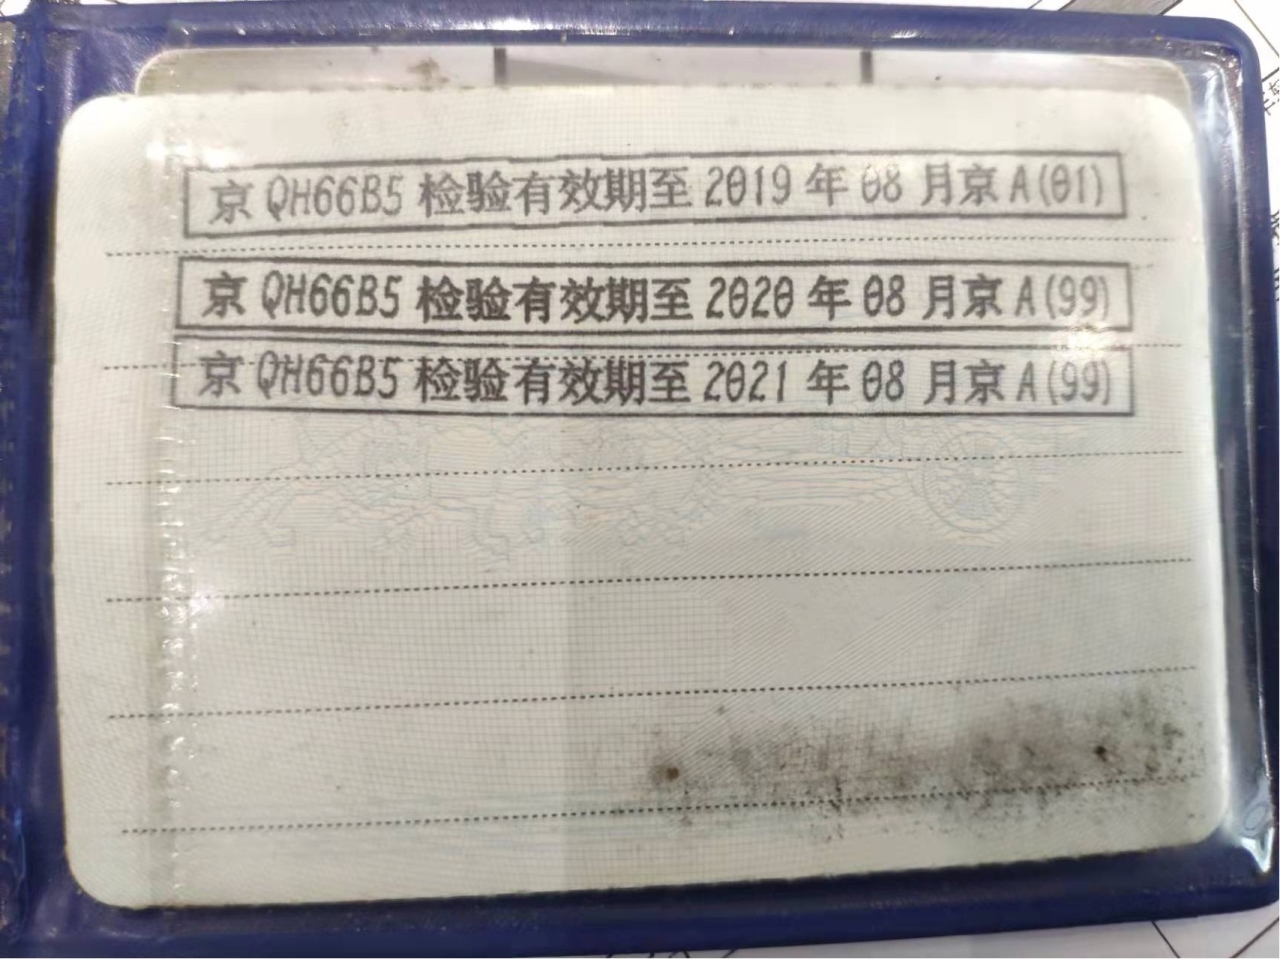 京 QH66B5 检验有效期至 2019 年 08 月京 A(01)
京 QH66B5 检验有效期至 2020 年 08 月京 A(99)
京 QH66B5 检验有效期至 2021 年 08 月京 A(99)